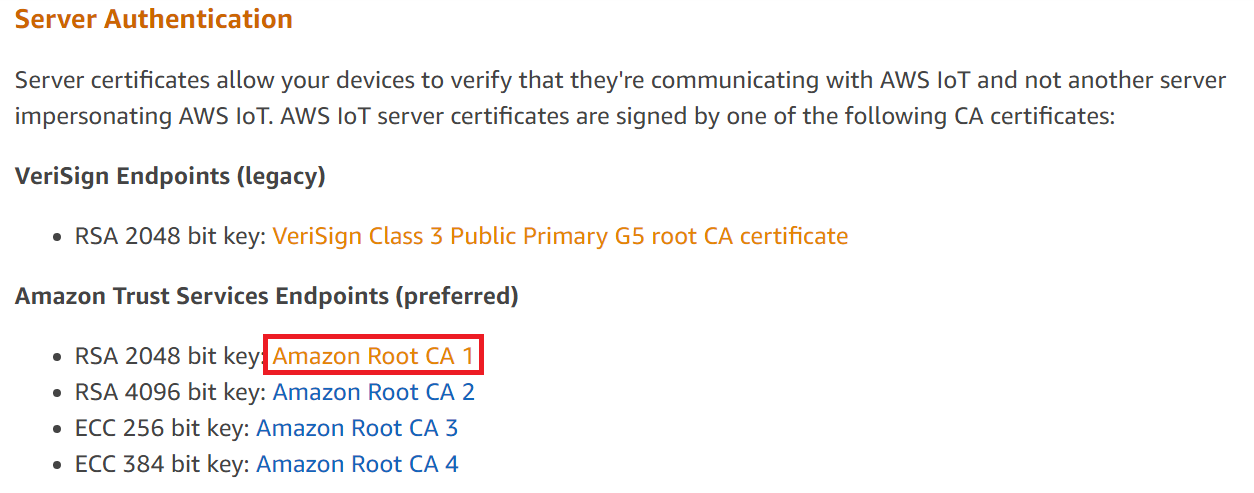 Server Authentication
Server certificates allow your devices to verify that they're communicating with AWS IoT and not another server
impersonating AWS IoT. AWS IoT server certificates are signed by one of the following CA certificates:
VeriSign Endpoints (legacy)
• RSA 2048 bit key: VeriSign Class 3 Public Primary G5 root CA certificate
Amazon Trust Services Endpoints (preferred)
• RSA 2048 bit key: Amazon Root CA 1
• RSA 4096 bit key: Amazon Root CA 2
• ECC 256 bit key: Amazon Root CA 3
• ECC 384 bit key: Amazon Root CA 4